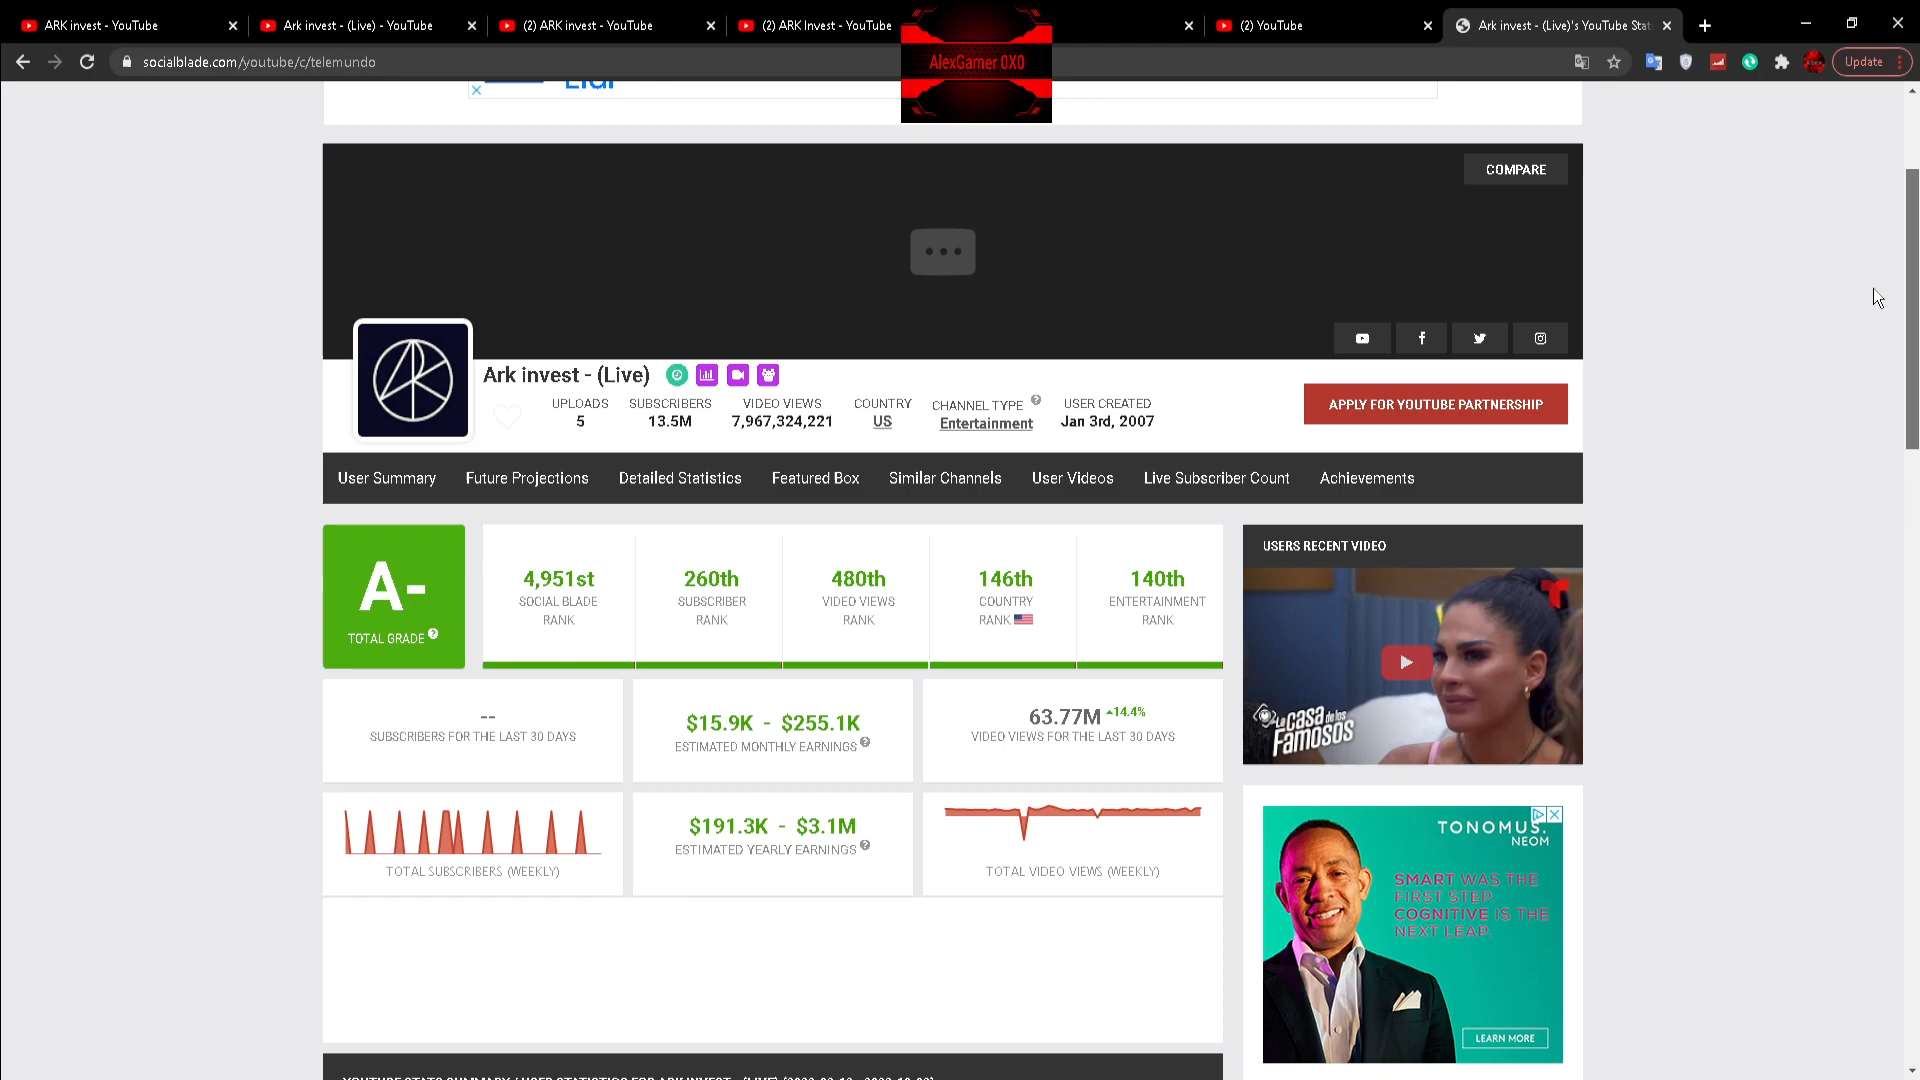 ARK invest - YouTube
Ark invest - (Live) - YouTube
(2) ARK invest - YouTube
(2) ARK Invest - YouTube
(2) YouTube
Ark invest - (Live)'s YouTube Stat
socialblade.com/youtube/c/telemundo
Update
AlexGamer 0X0
COMPARE
Ark invest - (Live)
UPLOADS
5
SUBSCRIBERS
13.5M
VIDEO VIEWS
7,967,324,221
COUNTRY
US
CHANNEL TYPE
Entertainment
USER CREATED
Jan 3rd, 2007
APPLY FOR YOUTUBE PARTNERSHIP
User Summary
Future Projections
Detailed Statistics
Featured Box
Similar Channels
User Videos
Live Subscriber Count
Achievements
A-
TOTAL GRADE
4,951st
SOCIAL BLADE
RANK
260th
SUBSCRIBER
RANK
480th
VIDEO VIEWS
RANK
146th
COUNTRY
RANK
140th
ENTERTAINMENT
RANK
USERS RECENT VIDEO
La CASA de los
FAMOSOS
--
SUBSCRIBERS FOR THE LAST 30 DAYS
$15.9K - $255.1K
ESTIMATED MONTHLY EARNINGS
63.77M 14.4%
VIDEO VIEWS FOR THE LAST 30 DAYS
TOTAL SUBSCRIBERS (WEEKLY)
$191.3K - $3.1M
ESTIMATED YEARLY EARNINGS
TOTAL VIDEO VIEWS (WEEKLY)
TONOMUS.
NEOM
SMART WAS THE
FIRST STEP.
COGNITIVE IS THE
NEXT LEAP.
LEARN MORE